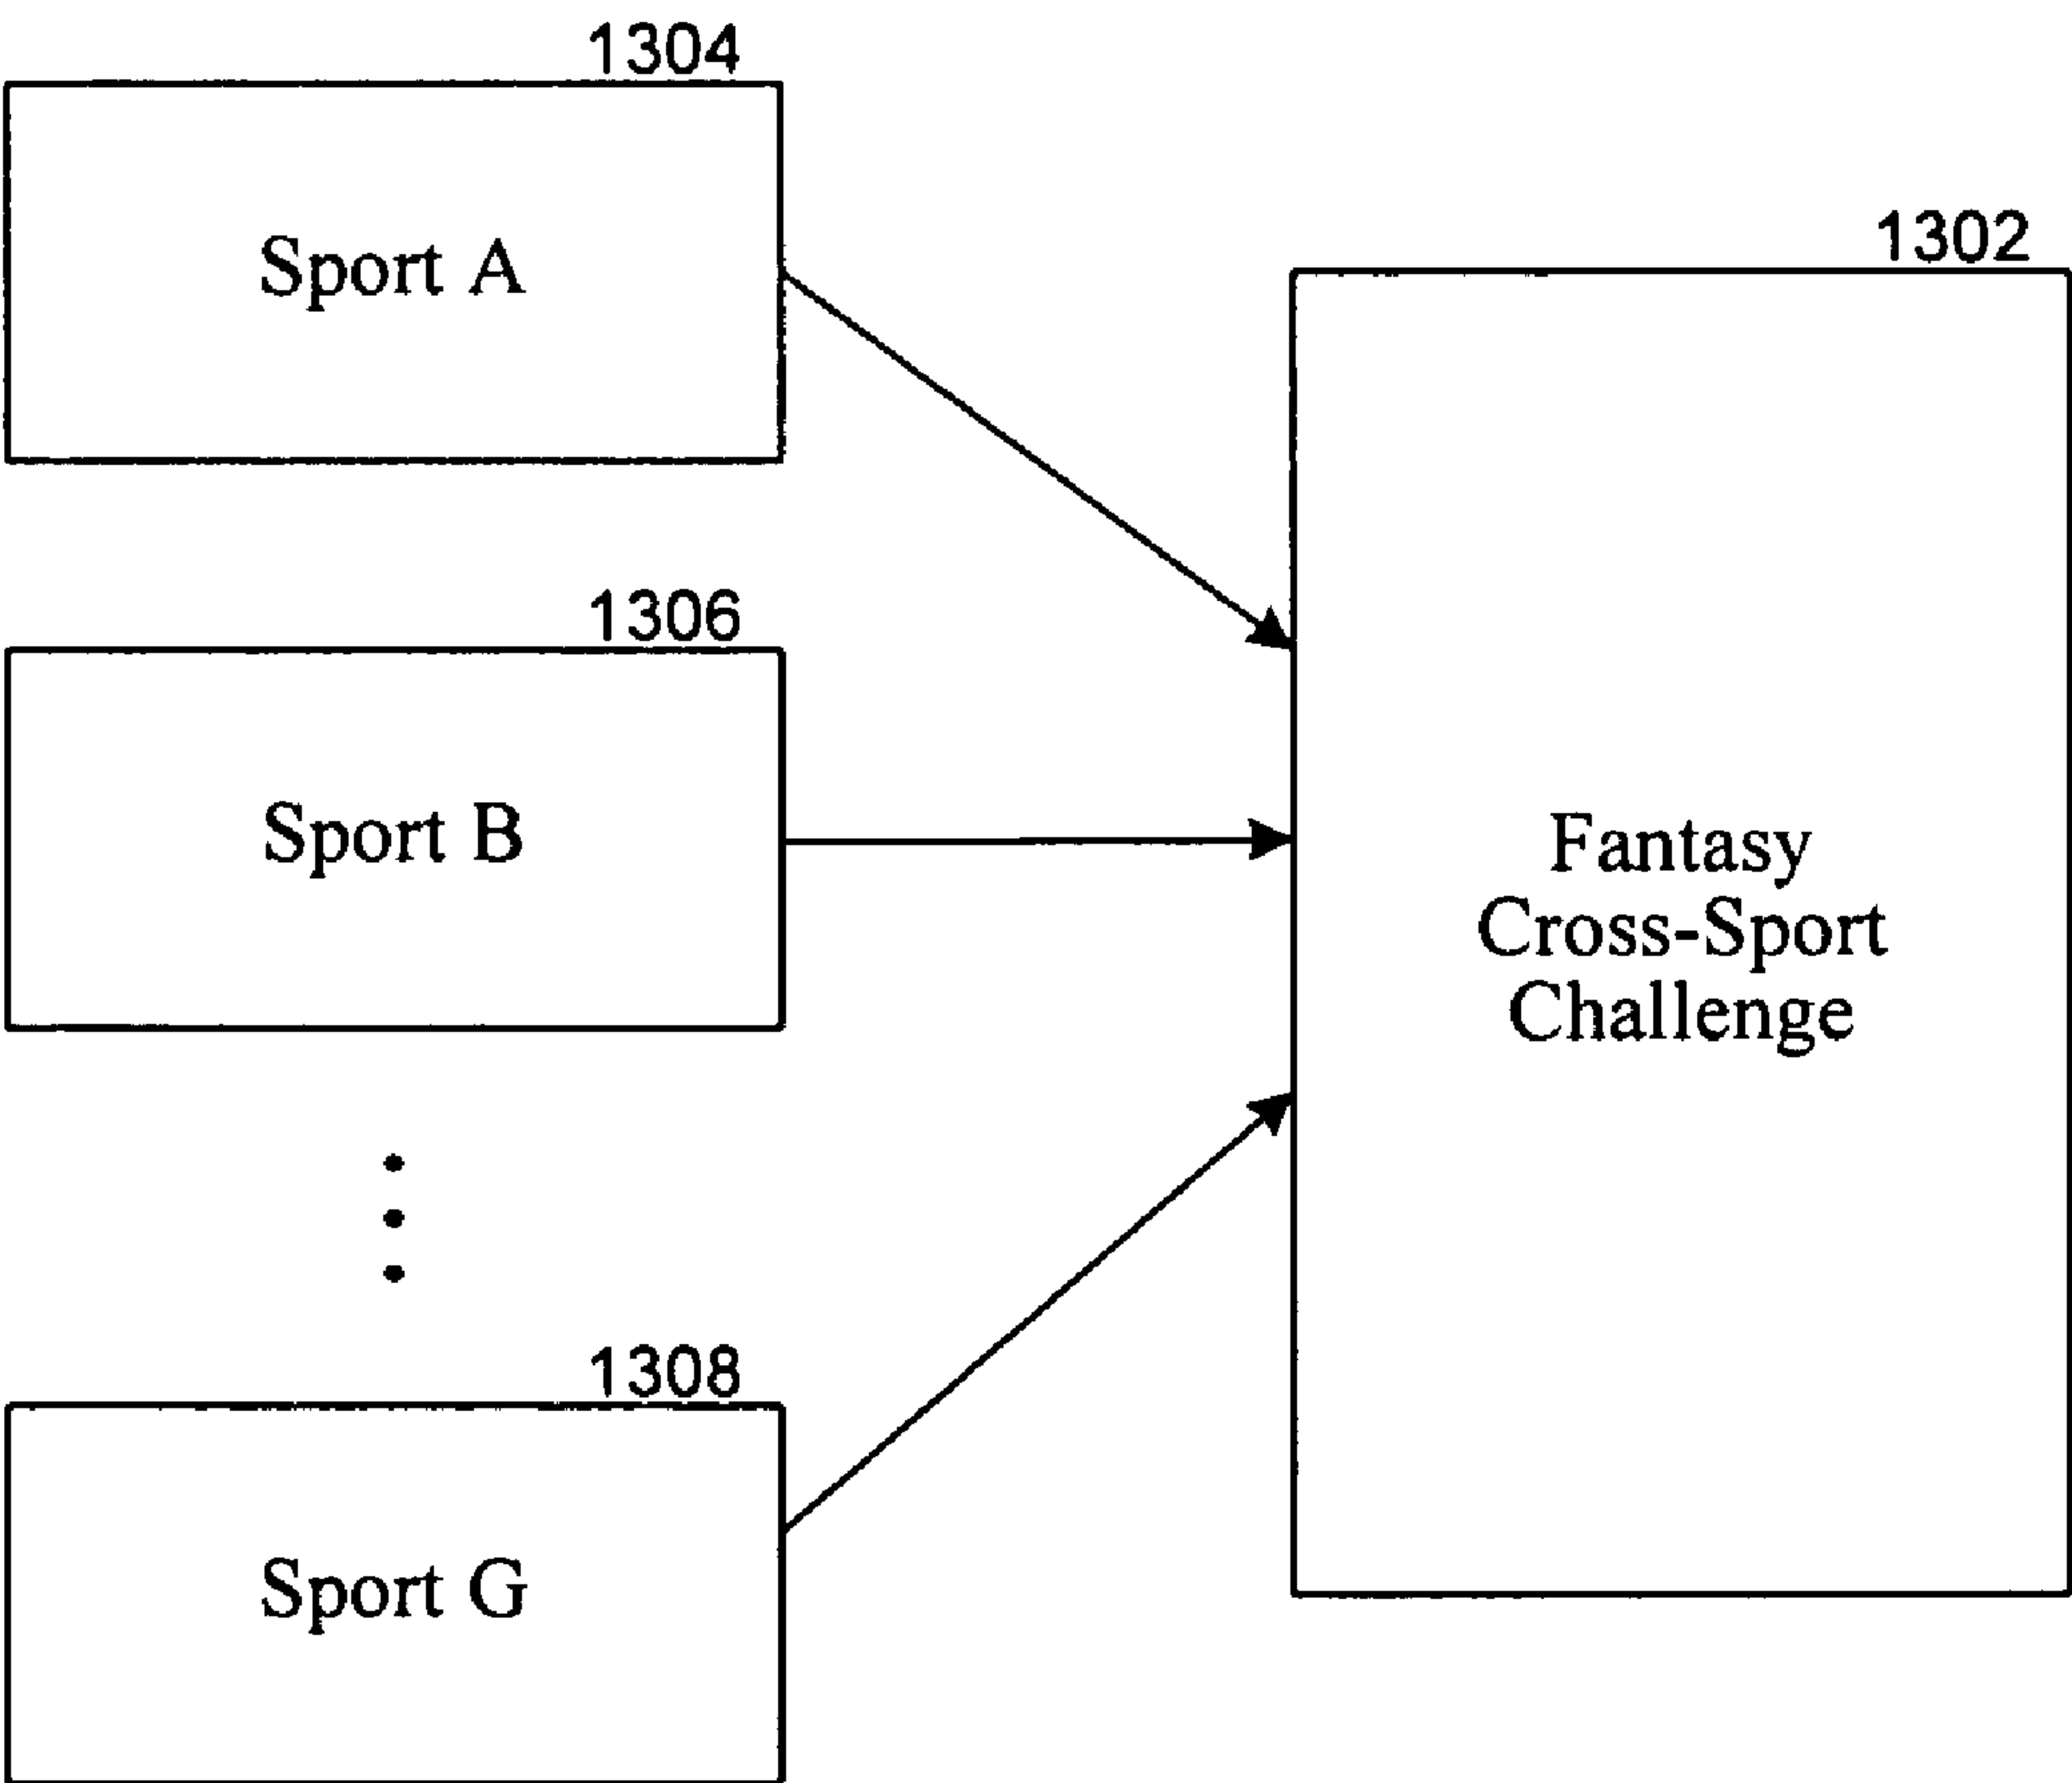 1304
Sport A
1302
1306
Sport B
Fantasy
Cross-Sport
Challenge
1308
Sport G